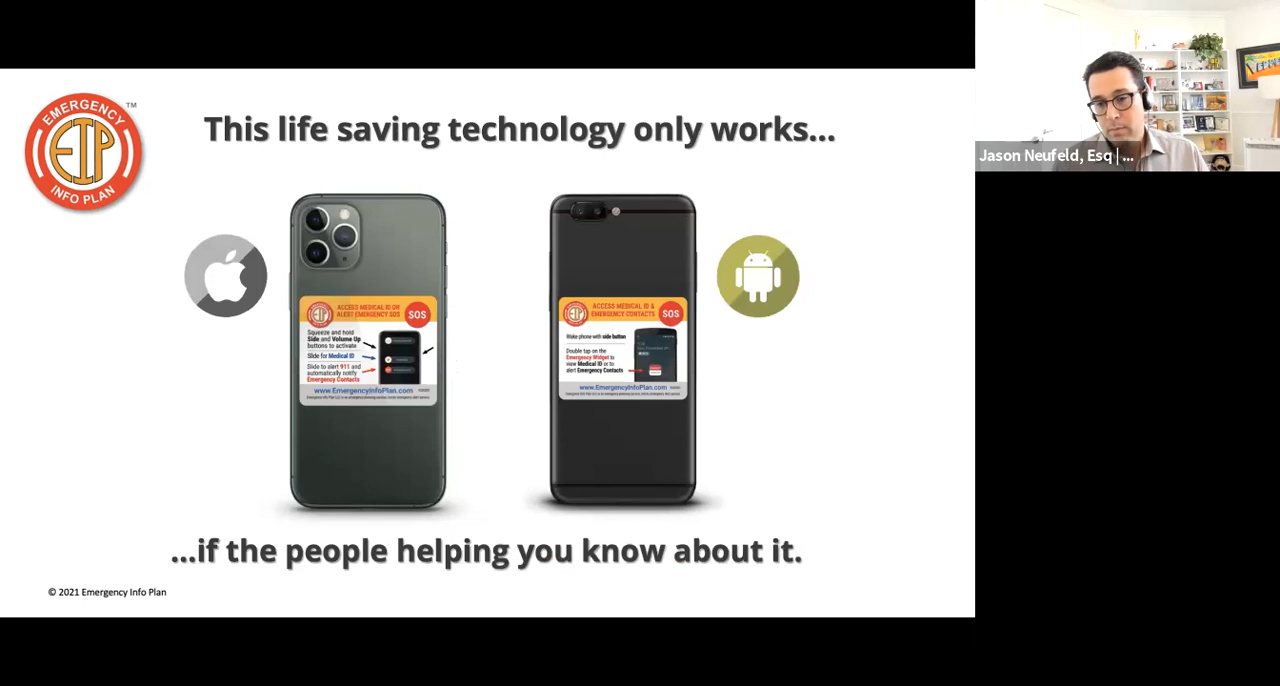 EMERGENCY
EIP
INFO PLAN
TM
This life saving technology only works...
Jason Neufeld, Esq | ...
EIP
ACCESS MEDICAL ID OR
ALERT EMERGENCY SOS
SOS
Squeeze and hold
Side and Volume Up
buttons to activate
Slide for Medical ID
Slide to alert 911 and
automatically notify
Emergency Contacts
www.EmergencyInfoPlan.com
EIP
ACCESS MEDICAL ID &
EMERGENCY CONTACTS
SOS
Wake phone with side button
Double tap on the
Emergency Widget to
view Medical ID or to
alert Emergency Contacts
www.EmergencyInfoPlan.com
...if the people helping you know about it.
© 2021 Emergency Info Plan